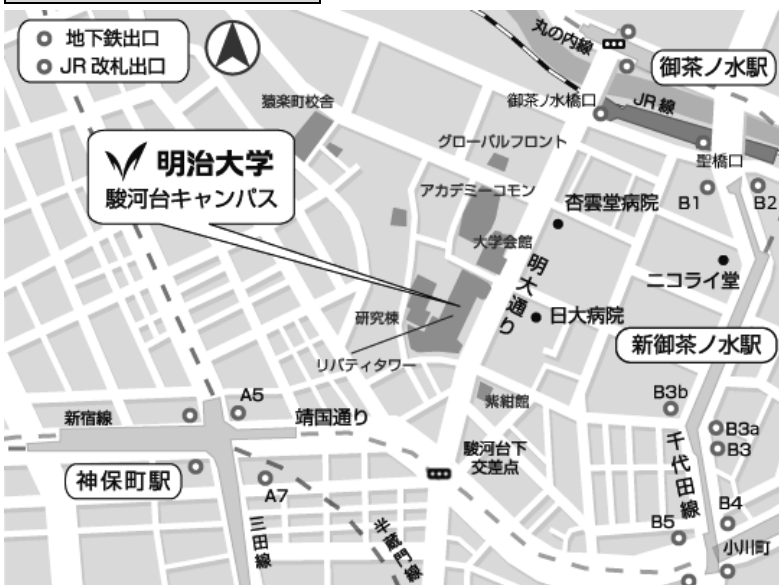 地下鉄出口
JR改札出口
丸の内線
御茶ノ水駅
猿楽町校舎
御茶ノ水橋口
JR線
グローバルフロント
聖橋口
明治大学
駿河台キャンパス
アカデミーコモン
杏雲堂病院
B1
B2
大学会館
明大通り
ニコライ堂
研究棟
日大病院
リバティタワー
新御茶ノ水駅
紫紺館
B3b
新宿線
A5
靖国通り
B3a
B3
千代田線
駿河台下
交差点
神保町駅
A7
三田線
半蔵門線
B4
B5
小川町